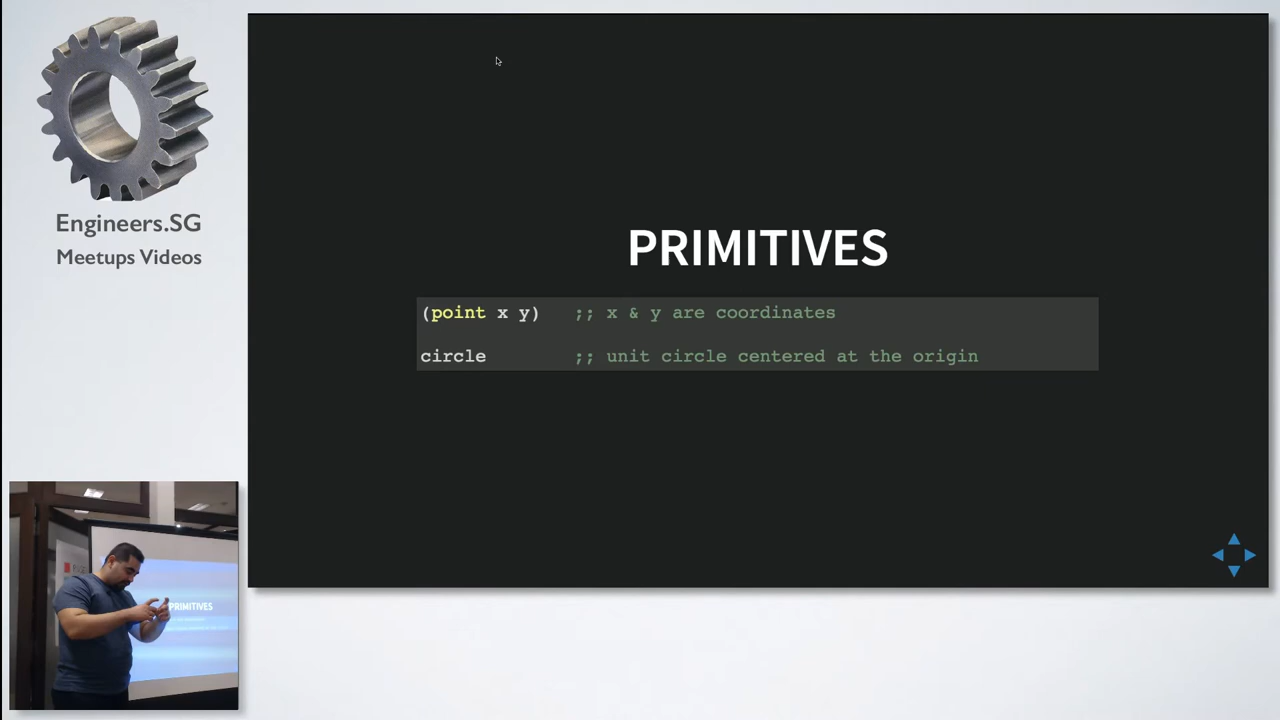 Engineers.SG
Meetups Videos
PRIMITIVES
(point x y)   ;; x & y are coordinates
circle        ;; unit circle centered at the origin
PRIMITIVES